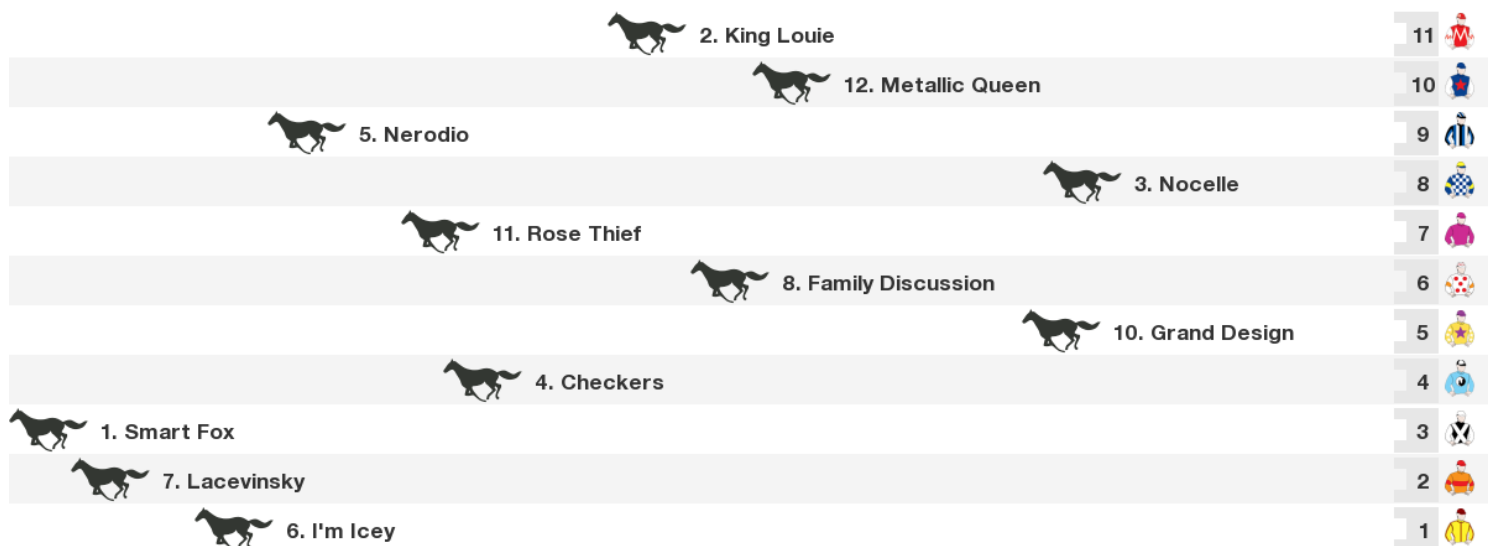 2. King Louie 11
12. Metallic Queen 10
5. Nerodio 9
3. Nocelle 8
11. Rose Thief 7
8. Family Discussion 6
10. Grand Design 5
4. Checkers 4
1. Smart Fox 3
7. Lacevinsky 2
6. I'm Icey 1